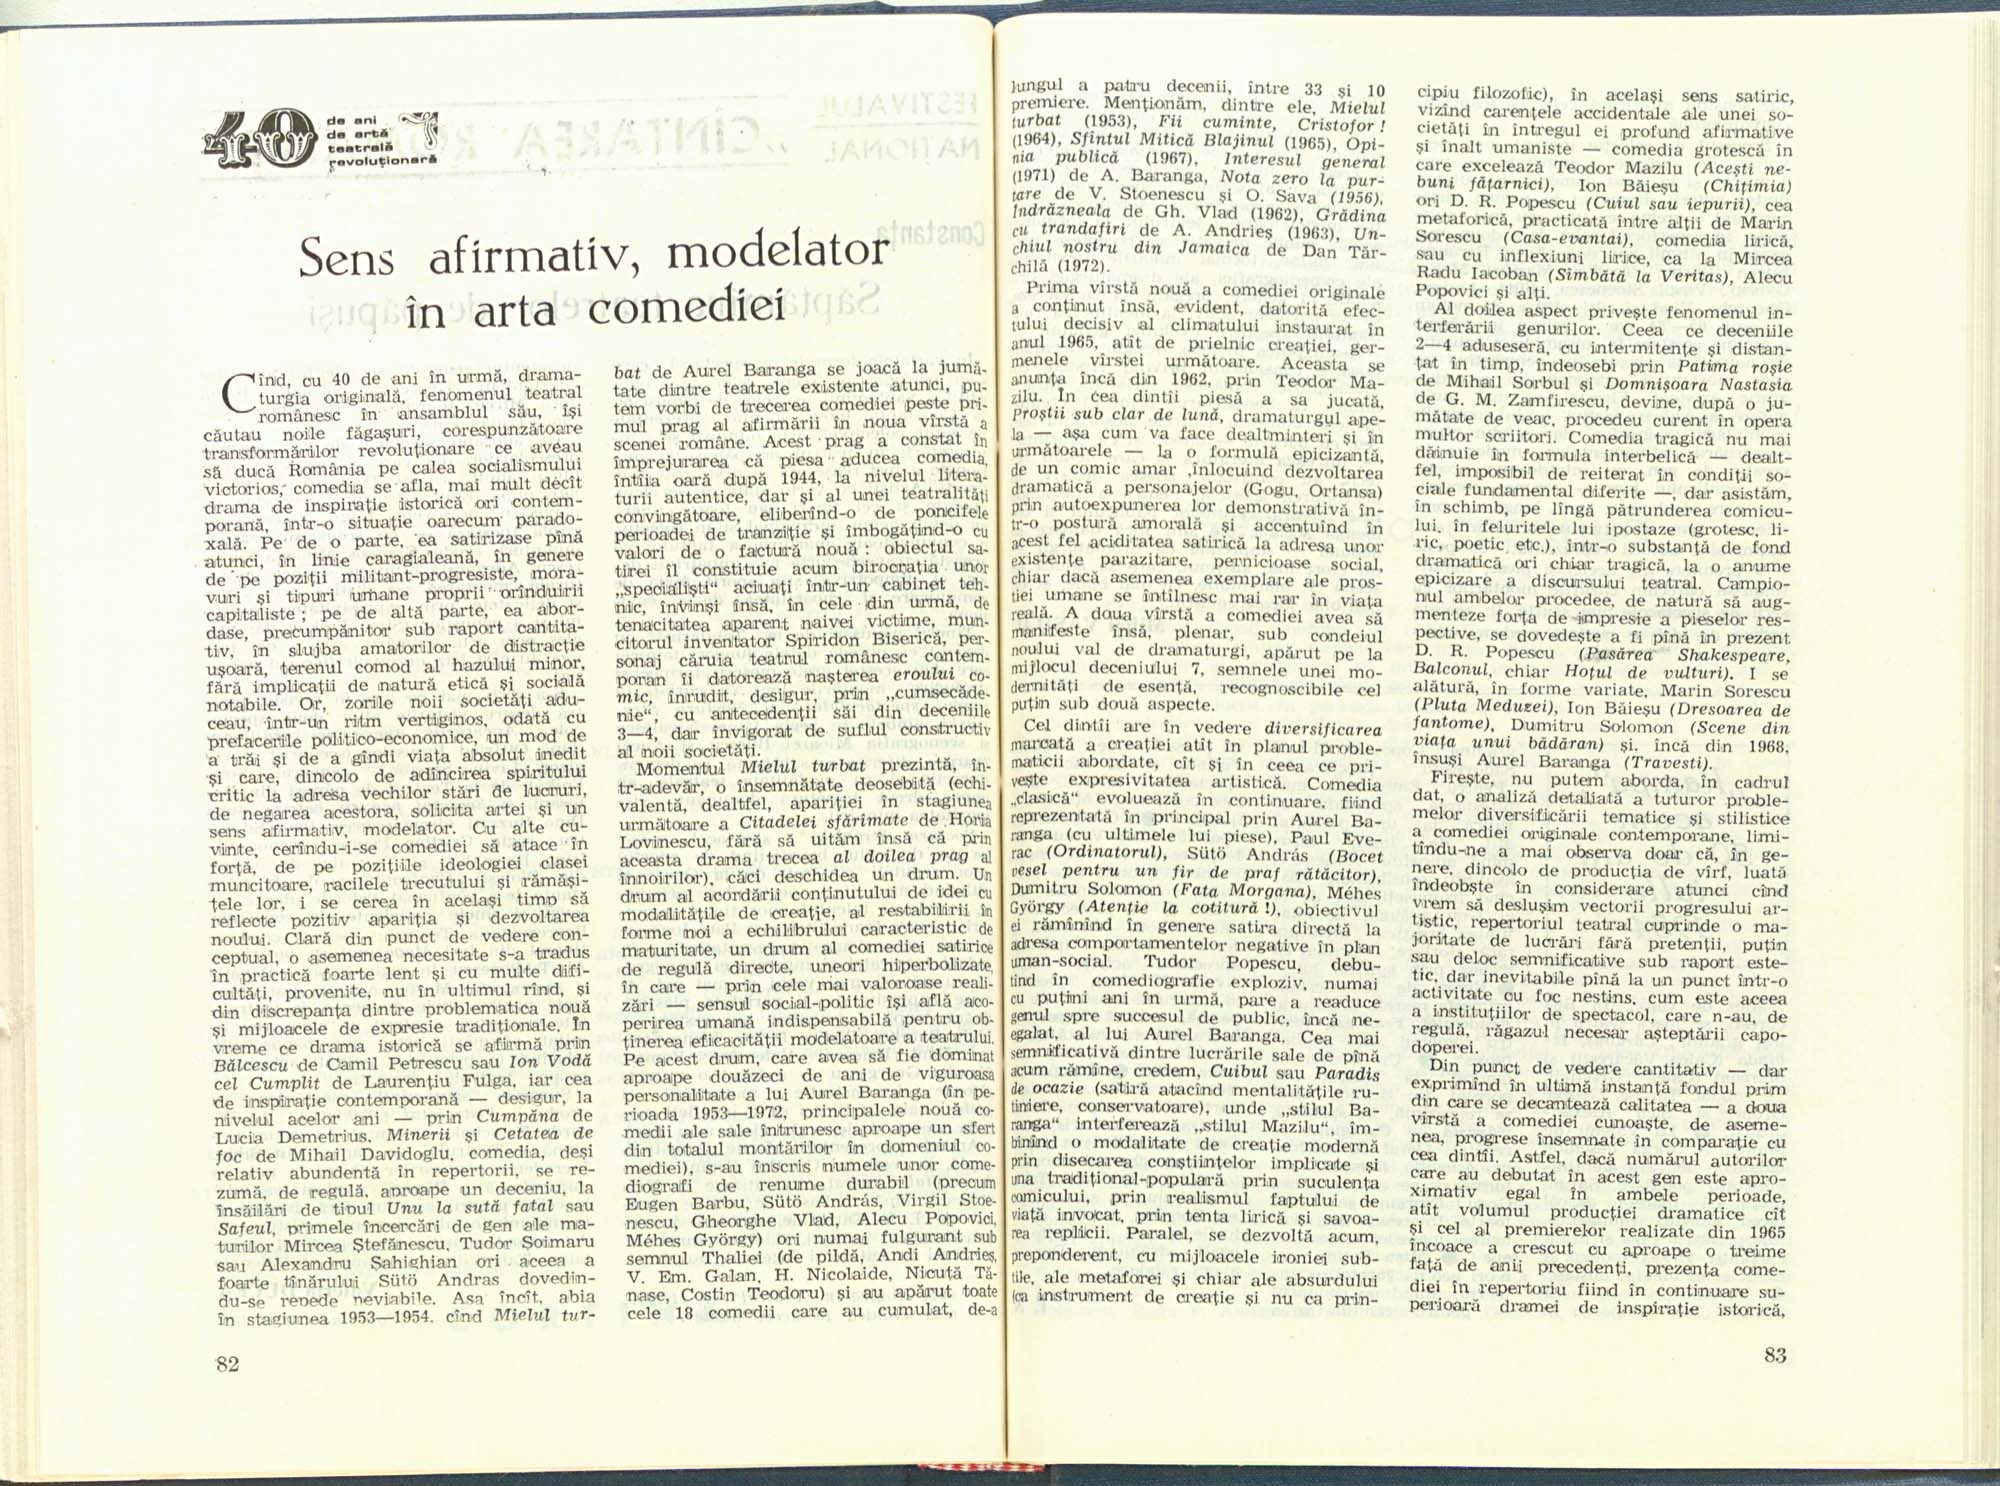 40 de ani
de artă
teatrală
revoluționară
Sens afirmativ, modelator
în arta comediei
Cînd, cu 40 de ani în urmă, drama-
turgia originală, fenomenul teatral
românesc în ansamblul său, își
căutau noile făgașuri, corespunzătoare
transformărilor revoluționare ce aveau
să ducă România pe calea socialismului
victorios, comedia se afla, mai mult decît
drama de inspirație istorică ori contem-
porană, într-o situație oarecum parado-
xală. Pe de o parte, ea satirizase pînă
atunci, în linie caragialeană, în genere
de pe poziții militant-progresiste, mora-
vuri și tipuri umane proprii orînduirii
capitaliste ; pe de altă parte, ea abor-
dase, precumpănitor sub raport cantita-
tiv, în slujba amatorilor de distracție
ușoară, terenul comod al hazului minor,
fără implicații de natură etică și socială
notabile. Or, zorile noii societăți adu-
ceau, într-un ritm vertiginos, odată cu
prefacerile politico-economice, un mod de
a trăi și de a gîndi viața absolut inedit
și care, dincolo de adîncirea spiritului
critic la adresa vechilor stări de lucruri,
de negarea acestora, solicita artei și un
sens afirmativ, modelator. Cu alte cu-
vinte, cerîndu-i-se comediei să atace în
forță, de pe pozițiile ideologiei clasei
muncitoare, racilele trecutului și rămăși-
țele lor, i se cerea în același timp să
reflecte pozitiv apariția și dezvoltarea
noului. Clară din punct de vedere con-
ceptual, o asemenea necesitate s-a tradus
în practică foarte lent și cu multe difi-
cultăți, provenite, nu în ultimul rînd, și
din discrepanța dintre problematica nouă
și mijloacele de expresie tradiționale. În
vreme ce drama istorică se afirmă prin
Bălcescu de Camil Petrescu sau Ion Vodă
cel Cumplit de Laurențiu Fulga, iar cea
de inspirație contemporană — desigur, la
nivelul acelor ani — prin Cumpăna de
Lucia Demetrius, Minerii și Cetatea de
foc de Mihail Davidoglu, comedia, deși
relativ abundentă în repertorii, se re-
zumă, de regulă, aproape un deceniu, la
însăilări de tipul Unu la sută fatal sau
Safeul, primele încercări de gen ale ma-
turilor Mircea Ștefănescu, Tudor Șoimaru
sau Alexandru Șahighian ori aceea a
foarte tînărului Sütö Andras dovedin-
du-se repede neviabile. Așa încît, abia
în stagiunea 1953—1954, cînd Mielul tur-
bat de Aurel Baranga se joacă la jumă-
tate dintre teatrele existente atunci, pu-
tem vorbi de trecerea comediei peste pri-
mul prag al afirmării în noua vîrstă a
scenei române. Acest prag a constat în
împrejurarea că piesa aducea comedia,
întîia oară după 1944, la nivelul litera-
turii autentice, dar și al unei teatralități
convingătoare, eliberînd-o de poncifele
perioadei de tranziție și îmbogățind-o cu
valori de o factură nouă : obiectul sa-
tirei îl constituie acum birocrația unor
„specialiști“ aciuați într-un cabinet teh-
nic, învinși însă, în cele din urmă, de
tenacitatea aparent naivei victime, mun-
citorul inventator Spiridon Biserică, per-
sonaj căruia teatrul românesc contem-
poran îi datorează nașterea eroului co-
mic, înrudit, desigur, prin „cumsecăde-
nie“, cu antecedenții săi din deceniile
3—4, dar învigorat de suflul constructiv
al noii societăți.
Momentul Mielul turbat prezintă, în-
tr-adevăr, o însemnătate deosebită (echi-
valentă, dealtfel, apariției în stagiunea
următoare a Citadelei sfărîmate de Horia
Lovinescu, fără să uităm însă că prin
aceasta drama trecea al doilea prag al
înnoirilor), căci deschidea un drum. Un
drum al acordării conținutului de idei cu
modalitățile de creație, al restabilirii în
forme noi a echilibrului caracteristic de
maturitate, un drum al comediei satirice
de regulă directe, uneori hiperbolizate,
în care — prin cele mai valoroase reali-
zări — sensul social-politic își află aco-
perirea umană indispensabilă pentru ob-
ținerea eficacității modelatoare a teatrului.
Pe acest drum, care avea să fie dominat
aproape douăzeci de ani de viguroasa
personalitate a lui Aurel Baranga (în pe-
rioada 1953—1972, principalele nouă co-
medii ale sale întrunesc aproape un sfert
din totalul montărilor în domeniul co-
mediei), s-au înscris numele unor come-
diografi de renume durabil (precum
Eugen Barbu, Sütö András, Virgil Stoe-
nescu, Gheorghe Vlad, Alecu Popovici,
Méhes György) ori numai fulgurant sub
semnul Thaliei (de pildă, Andi Andrieș,
V. Em. Galan, H. Nicolaide, Nicuță Tă-
nase, Costin Teodoru) și au apărut toate
cele 18 comedii care au cumulat, de-a
82
lungul a patru decenii, între 33 și 10
premiere. Menționăm, dintre ele, Mielul
turbat (1953), Fii cuminte, Cristofor !
(1964), Sfîntul Mitică Blajinul (1965), Opi-
nia publică (1967), Interesul general
(1971) de A. Baranga, Nota zero la pur-
tare de V. Stoenescu și O. Sava (1956),
Îndrăzneala de Gh. Vlad (1962), Grădina
cu trandafiri de A. Andrieș (1963), Un-
chiul nostru din Jamaica de Dan Tăr-
chilă (1972).
Prima vîrstă nouă a comediei originale
a conținut însă, evident, datorită efec-
tului decisiv al climatului instaurat în
anul 1965, atît de prielnic creației, ger-
menele vîrstei următoare. Aceasta se
anunța încă din 1962, prin Teodor Ma-
zilu. În cea dintîi piesă a sa jucată,
Proștii sub clar de lună, dramaturgul ape-
la — așa cum va face dealtminteri și în
următoarele — la o formulă epicizantă,
de un comic amar ,înlocuind dezvoltarea
dramatică a personajelor (Gogu, Ortansa)
prin autoexpunerea lor demonstrativă în-
tr-o postură amorală și accentuînd în
acest fel aciditatea satirică la adresa unor
existențe parazitare, pernicioase social,
chiar dacă asemenea exemplare ale pros-
tiei umane se întîlnesc mai rar în viața
reală. A doua vîrstă a comediei avea să
manifeste însă, plenar, sub condeiul
noului val de dramaturgi, apărut pe la
mijlocul deceniului 7, semnele unei mo-
dernități de esență, recognoscibile cel
puțin sub două aspecte.
Cel dintîi are în vedere diversificarea
marcată a creației atît în planul proble-
maticii abordate, cît și în ceea ce pri-
vește expresivitatea artistică. Comedia
„clasică“ evoluează în continuare, fiind
reprezentată în principal prin Aurel Ba-
ranga (cu ultimele lui piese), Paul Eve-
rac (Ordinatorul), Sütö András (Bocet
vesel pentru un fir de praf rătăcitor),
Dumitru Solomon (Fata Morgana), Méhes
György (Atenție la cotitură !), obiectivul
ei rămînînd în genere satira directă la
adresa comportamentelor negative în plan
uman-social. Tudor Popescu, debu-
tînd în comediografie exploziv, numai
cu puțini ani în urmă, pare a readuce
genul spre succesul de public, încă ne-
egalat, al lui Aurel Baranga. Cea mai
semnificativă dintre lucrările sale de pînă
acum rămîne, credem, Cuibul sau Paradis
de ocazie (satiră atacînd mentalitățile ru-
tiniere, conservatoare), unde „stilul Ba-
ranga“ interferează „stilul Mazilu“, îm-
binînd o modalitate de creație modernă
prin disecarea conștiințelor implicate și
una tradițional-populară prin suculența
comicului, prin realismul faptului de
viață invocat, prin tenta lirică și savoa-
rea replicii. Paralel, se dezvoltă acum,
preponderent, cu mijloacele ironiei sub-
tile, ale metaforei și chiar ale absurdului
(ca instrument de creație și nu ca prin-
cipiu filozofic), în același sens satiric,
vizînd carențele accidentale ale unei so-
cietăți în întregul ei profund afirmative
și înalt umaniste — comedia grotescă în
care excelează Teodor Mazilu (Acești ne-
buni fățarnici), Ion Băieșu (Chițimia)
ori D. R. Popescu (Cuiul sau iepurii), cea
metaforică, practicată între alții de Marin
Sorescu (Casa-evantai), comedia lirică,
sau cu inflexiuni lirice, ca la Mircea
Radu Iacoban (Sîmbătă la Veritas), Alecu
Popovici și alți.
Al doilea aspect privește fenomenul in-
terferării genurilor. Ceea ce deceniile
2—4 aduseseră, cu intermitențe și distan-
țat în timp, îndeosebi prin Patima roșie
de Mihail Sorbul și Domnișoara Nastasia
de G. M. Zamfirescu, devine, după o ju-
mătate de veac, procedeu curent în opera
multor scriitori. Comedia tragică nu mai
dăinuie în formula interbelică — dealt-
fel, imposibil de reiterat în condiții so-
ciale fundamental diferite —, dar asistăm,
în schimb, pe lîngă pătrunderea comicu-
lui, în feluritele lui ipostaze (grotesc, li-
ric, poetic etc.), într-o substanță de fond
dramatică ori chiar tragică, la o anume
epicizare a discursului teatral. Campio-
nul ambelor procedee, de natură să aug-
menteze forța de impresie a pieselor res-
pective, se dovedește a fi pînă în prezent
D. R. Popescu (Pasărea Shakespeare,
Balconul, chiar Hoțul de vulturi). I se
alătură, în forme variate, Marin Sorescu
(Pluta Meduzei), Ion Băieșu (Dresoarea de
fantome), Dumitru Solomon (Scene din
viața unui bădăran) și, încă din 1968,
însuși Aurel Baranga (Travesti).
Firește, nu putem aborda, în cadrul
dat, o analiză detaliată a tuturor proble-
melor diversificării tematice și stilistice
a comediei originale contemporane, limi-
tîndu-ne a mai observa doar că, în ge-
nere, dincolo de producția de vîrf, luată
îndeobște în considerare atunci cînd
vrem să deslușim vectorii progresului ar-
tistic, repertoriul teatral cuprinde o ma-
joritate de lucrări fără pretenții, puțin
sau deloc semnificative sub raport este-
tic, dar inevitabile pînă la un punct într-o
activitate cu foc nestins, cum este aceea
a instituțiilor de spectacol, care n-au, de
regulă, răgazul necesar așteptării capo-
doperei.
Din punct de vedere cantitativ — dar
exprimînd în ultimă instanță fondul prim
din care se decantează calitatea — a doua
vîrstă a comediei cunoaște, de aseme-
nea, progrese însemnate în comparație cu
cea dintîi. Astfel, dacă numărul autorilor
care au debutat în acest gen este apro-
ximativ egal în ambele perioade,
atît volumul producției dramatice cît
și cel al premierelor realizate din 1965
încoace a crescut cu aproape o treime
față de anii precedenți, prezența come-
diei în repertoriu fiind în continuare su-
perioară dramei de inspirație istorică,
83